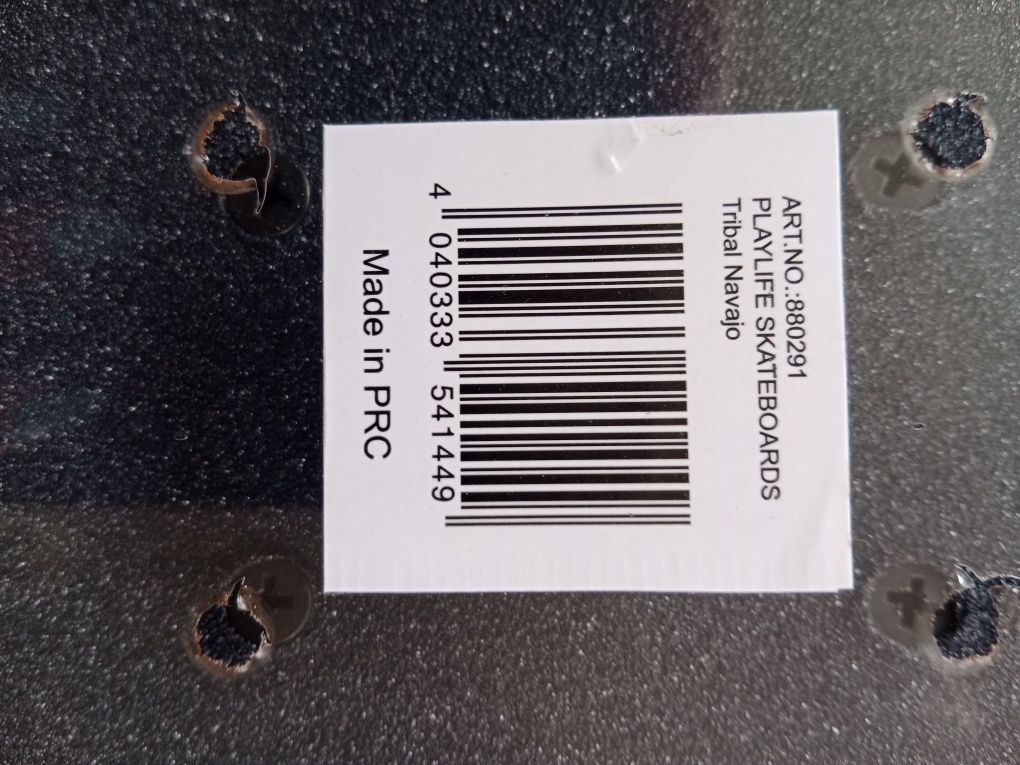 ART.NO.:880291
PLAYLIFE SKATEBOARDS
Tribal Navajo
4 040333 541449
Made in PRC